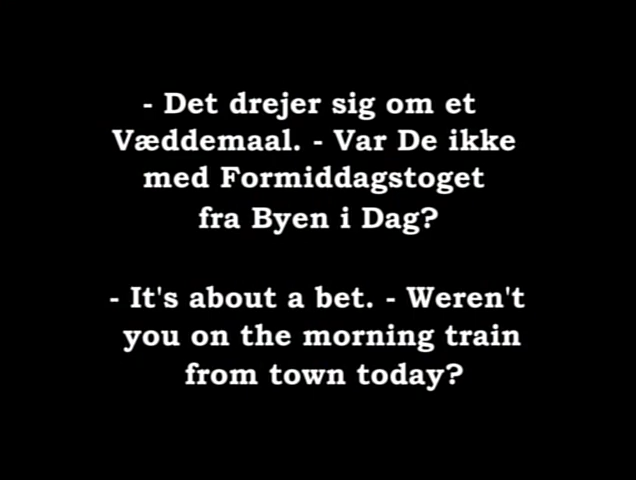 - Det drejer sig om et
Væddemaal. - Var De ikke
med Formiddagstoget
fra Byen i Dag?
- It's about a bet. - Weren't
you on the morning train
from town today?